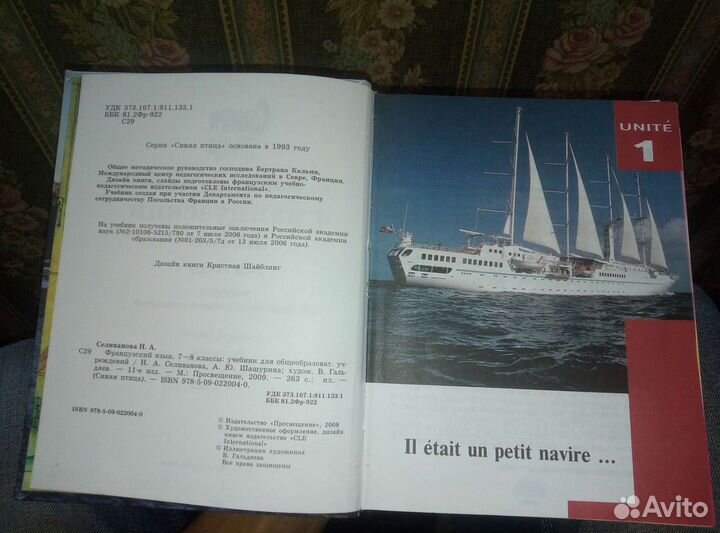 УДК 373.167.1:811.133.1
ББК 81.2Фр-922
С29
Серия «Синяя птица» основана в 1993 году
Общее методическое руководство господина Бертрана Кальми,
Международный центр педагогических исследований в Севре, Франция.
Дизайн книги, слайды подготовлены французским учебно-
педагогическим издательством «CLE International».
Учебник создан при участии Департамента по педагогическому
сотрудничеству Посольства Франции в России.
На учебник получены положительные заключения Российской академии
наук (№2-10106-5215/790 от 7 июля 2006 года) и Российской академии
образования (№01-203/5/7д от 13 июля 2006 года).
Дизайн книги Кристиан Шайблинг
Селиванова Н. А.
С29 Французский язык. 7—8 классы: учебник для общеобразоват. уч-
реждений / Н. А. Селиванова, А. Ю. Шашурина; худож. В. Галь-
даев. — 11-е изд. — М.: Просвещение, 2009. — 263 с.: ил. —
(Синяя птица). — ISBN 978-5-09-022004-0.
УДК 373.167.1:811.133.1
ББК 81.2Фр-922
ISBN 978-5-09-022004-0
© Издательство «Просвещение», 2008
© Художественное оформление, дизайн
книги издательство «CLE
International»
© Иллюстрации художника
В. Гальдяева
Все права защищены
UNITÉ
1
Il était un petit navire ...
Avito